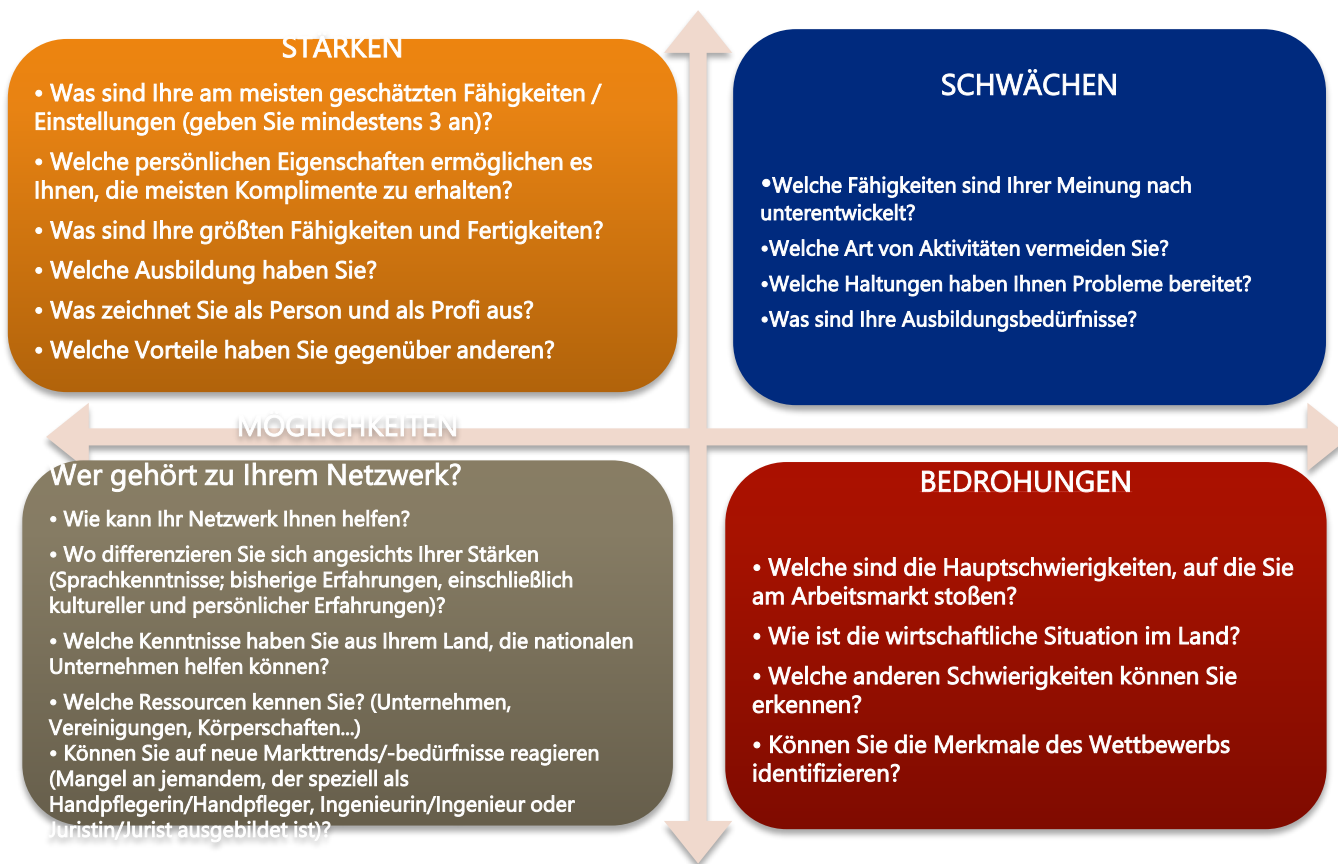 STÄRKEN
• Was sind Ihre am meisten geschätzten Fähigkeiten /
Einstellungen (geben Sie mindestens 3 an)?
• Welche persönlichen Eigenschaften ermöglichen es
Ihnen, die meisten Komplimente zu erhalten?
• Was sind Ihre größten Fähigkeiten und Fertigkeiten?
• Welche Ausbildung haben Sie?
• Was zeichnet Sie als Person und als Profi aus?
• Welche Vorteile haben Sie gegenüber anderen?
SCHWÄCHEN
•Welche Fähigkeiten sind Ihrer Meinung nach
unterentwickelt?
•Welche Art von Aktivitäten vermeiden Sie?
•Welche Haltungen haben Ihnen Probleme bereitet?
•Was sind Ihre Ausbildungsbedürfnisse?
MÖGLICHKEITEN
Wer gehört zu Ihrem Netzwerk?
• Wie kann Ihr Netzwerk Ihnen helfen?
• Wo differenzieren Sie sich angesichts Ihrer Stärken
(Sprachkenntnisse; bisherige Erfahrungen, einschließlich
kultureller und persönlicher Erfahrungen)?
• Welche Kenntnisse haben Sie aus Ihrem Land, die nationalen
Unternehmen helfen können?
• Welche Ressourcen kennen Sie? (Unternehmen,
Vereinigungen, Körperschaften...)
• Können Sie auf neue Markttrends/-bedürfnisse reagieren
(Mangel an jemandem, der speziell als
Handpflegerin/Handpfleger, Ingenieurin/Ingenieur oder
Juristin/Jurist ausgebildet ist)?
BEDROHUNGEN
• Welche sind die Hauptschwierigkeiten, auf die Sie
am Arbeitsmarkt stoßen?
• Wie ist die wirtschaftliche Situation im Land?
• Welche anderen Schwierigkeiten können Sie
erkennen?
• Können Sie die Merkmale des Wettbewerbs
identifizieren?